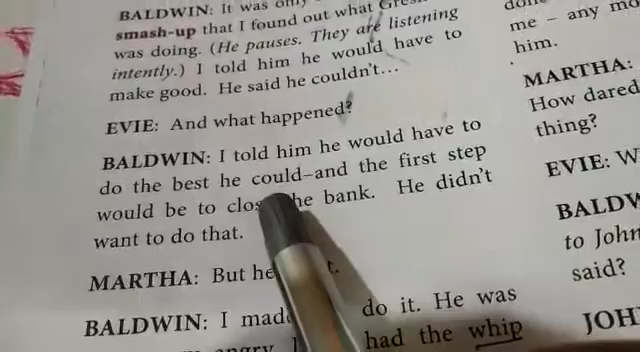 BALDWIN: It was only
smash-up that I found out what
was doing. (He pauses. They are listening
intently.) I told him he would have to
make good. He said he couldn't...
EVIE: And what happened?
BALDWIN: I told him he would have to
do the best he could–and the first step
would be to the bank. He didn't
want to do that.
MARTHA: But he
BALDWIN: I do it. He was
had the whip
me – any
him.
MARTHA:
How dared
thing?
EVIE:
to John
said?